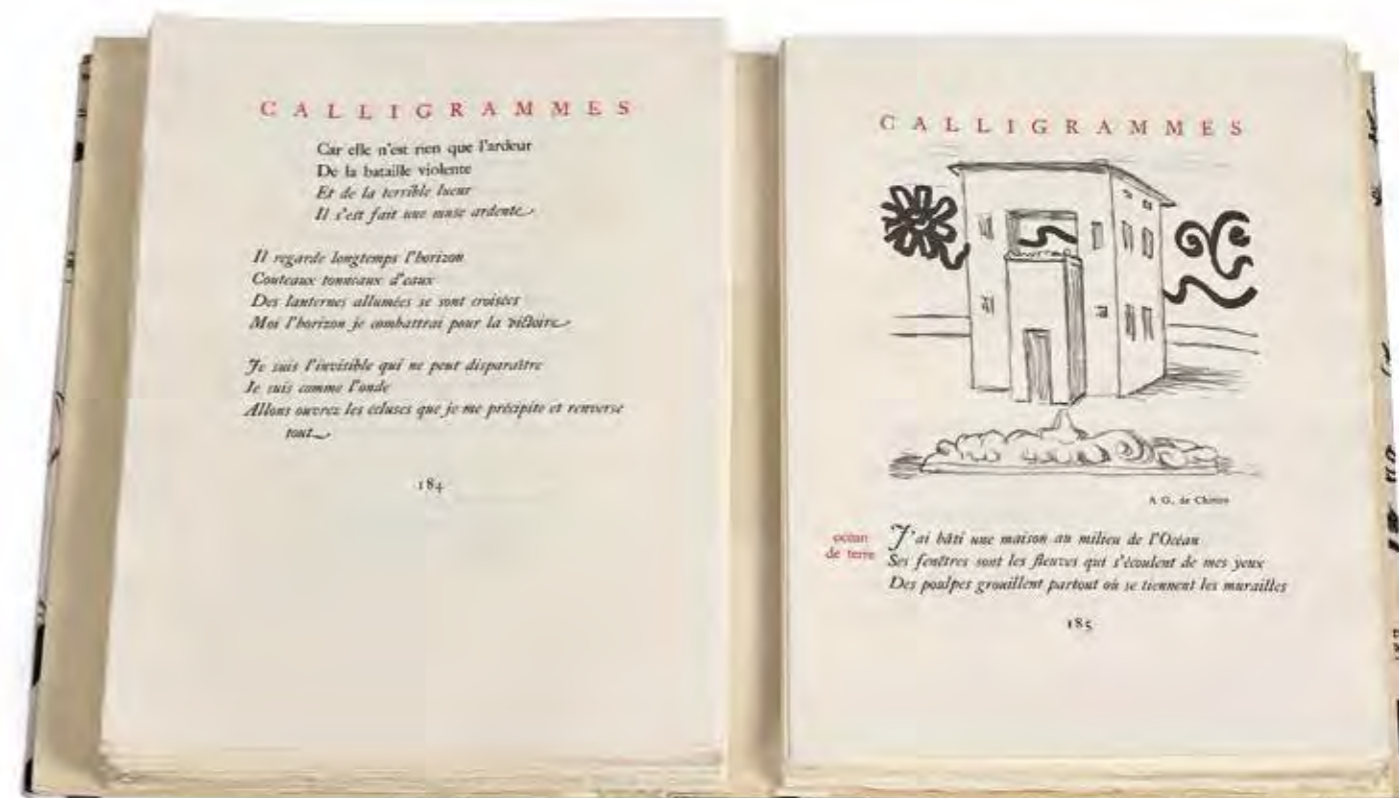 CALLIGRAMMES
Car elle n'est rien que l'ardeur
De la bataille violente
Et de la terrible lueur
Il s'est fait une muse ardente
Il regarde longtemps l'horizon
Couteaux tonneaux d'eaux
Des lanternes allumées se sont croisées
Moi l'horizon je combattrai pour la victoire
Je suis l'invisible qui ne peut disparaître
Je suis comme l'onde
Allons ouvrez les écluses que je me précipite et renverse
tout
184
CALLIGRAMMES
A G. de Chirico
océan
de terre
J'ai bâti une maison au milieu de l'Océan
Ses fenêtres sont les fleuves qui s'écoulent de mes yeux
Des poulpes grouillent partout où se tiennent les murailles
185